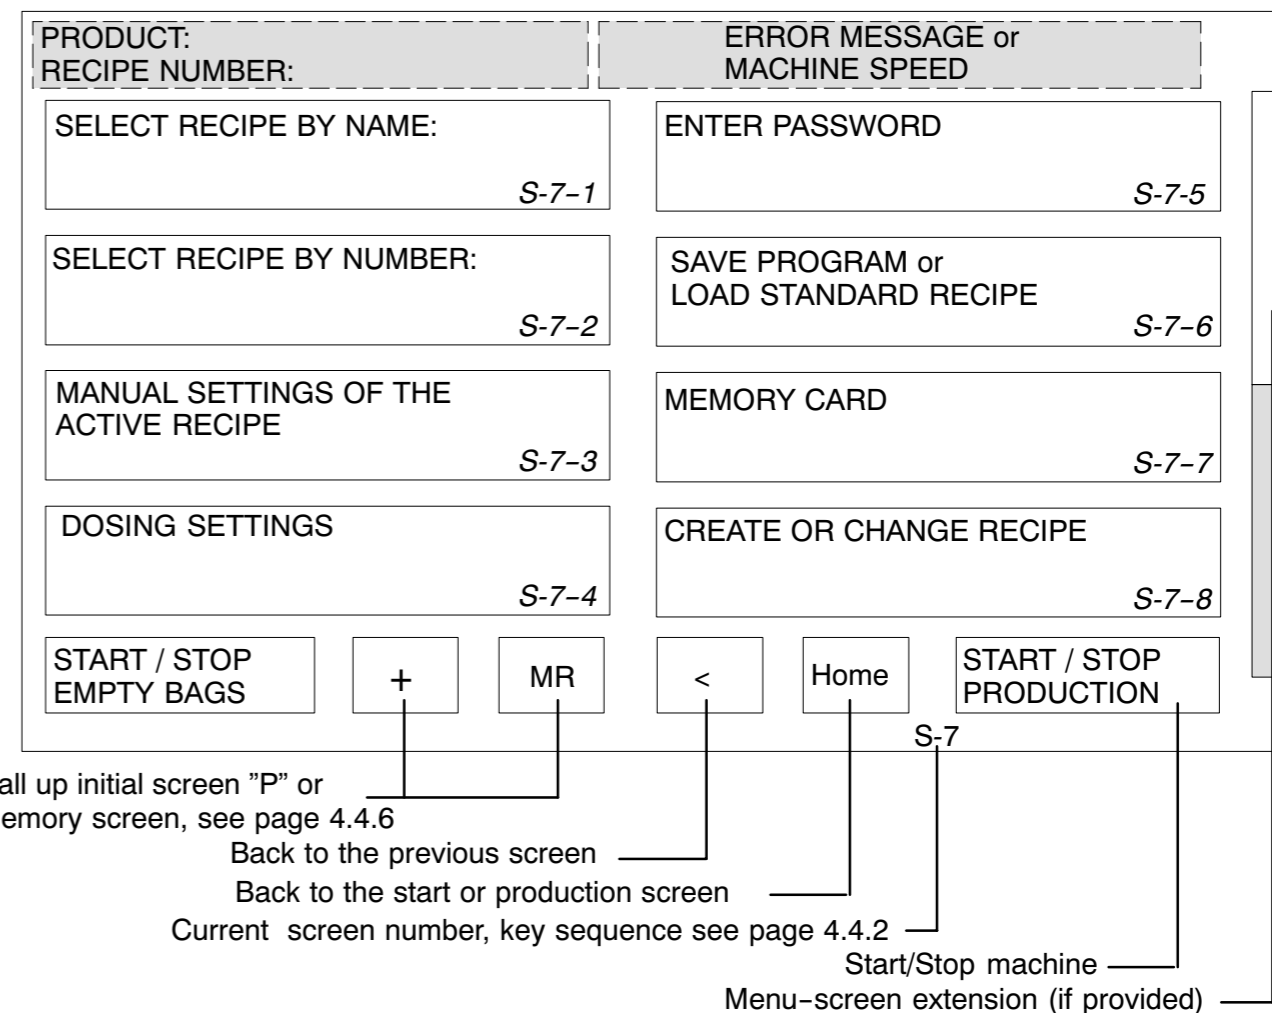 PRODUCT:
RECIPE NUMBER:
ERROR MESSAGE or
MACHINE SPEED
SELECT RECIPE BY NAME:
S-7-1
ENTER PASSWORD
S-7-5
SELECT RECIPE BY NUMBER:
S-7-2
SAVE PROGRAM or
LOAD STANDARD RECIPE
S-7-6
MANUAL SETTINGS OF THE
ACTIVE RECIPE
S-7-3
MEMORY CARD
S-7-7
DOSING SETTINGS
S-7-4
CREATE OR CHANGE RECIPE
S-7-8
START / STOP
EMPTY BAGS
+
MR
<
Home
START / STOP
PRODUCTION
S-7
all up initial screen "P" or
emory screen, see page 4.4.6
Back to the previous screen
Back to the start or production screen
Current screen number, key sequence see page 4.4.2
Start/Stop machine
Menu-screen extension (if provided)